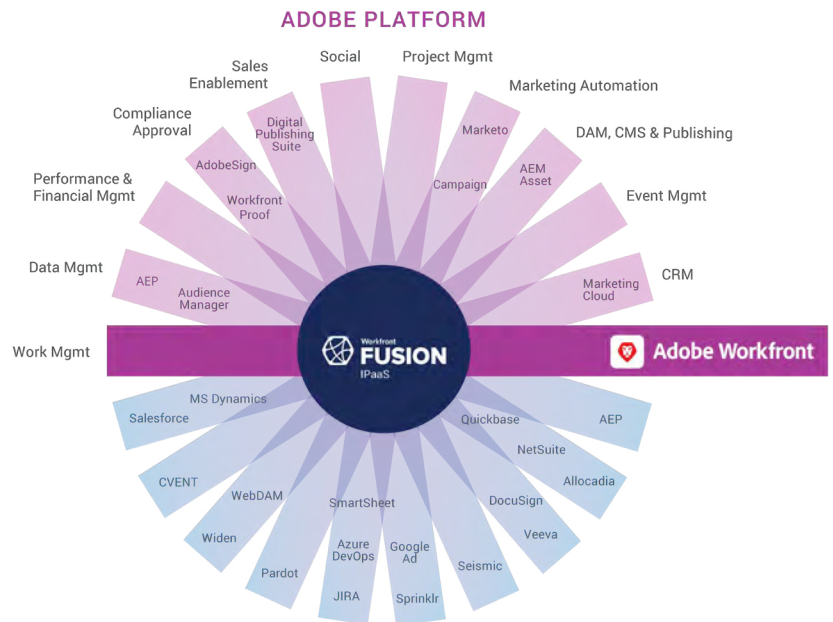 ADOBE PLATFORM
Social
Project Mgmt
Sales
Enablement
Marketing Automation
Compliance
Approval
Digital
Publishing
Suite
Marketo
DAM, CMS & Publishing
AdobeSign
Campaign
AEM
Asset
Performance &
Financial Mgmt
Workfront
Proof
Event Mgmt
Data Mgmt
AEP
Audience
Manager
Marketing
Cloud
CRM
Work Mgmt
Workfront
FUSION
IPaaS
Adobe Workfront
MS Dynamics
Salesforce
Quickbase
AEP
NetSuite
CVENT
Allocadia
WebDAM
SmartSheet
DocuSign
Widen
Veeva
Azure
DevOps
Google
Ad
Pardot
Seismic
JIRA
Sprinklr